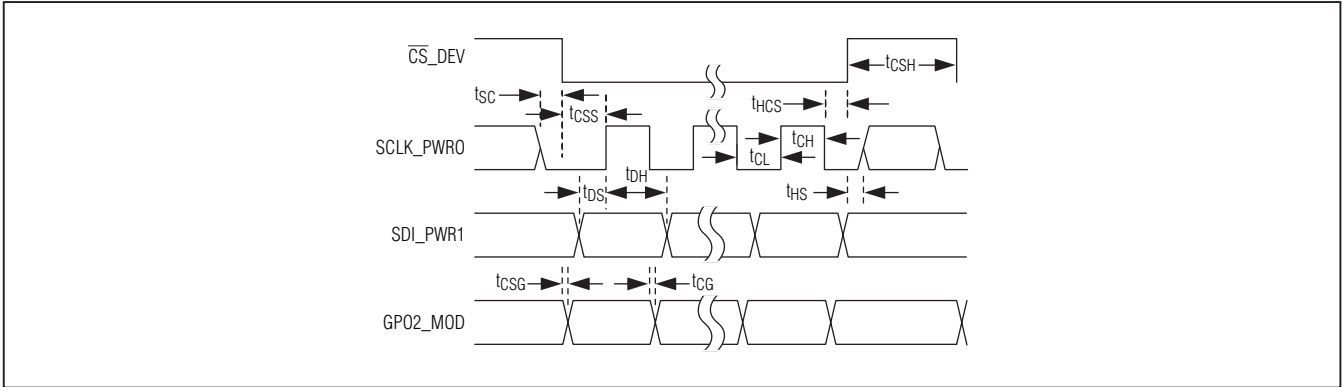 CS_DEV
tCSH
tSC
tHCS
tCSS
SCLK_PWR0
tCH
tCL
tDH
tDS
tHS
SDI_PWR1
tCSG
tCG
GPO2_MOD